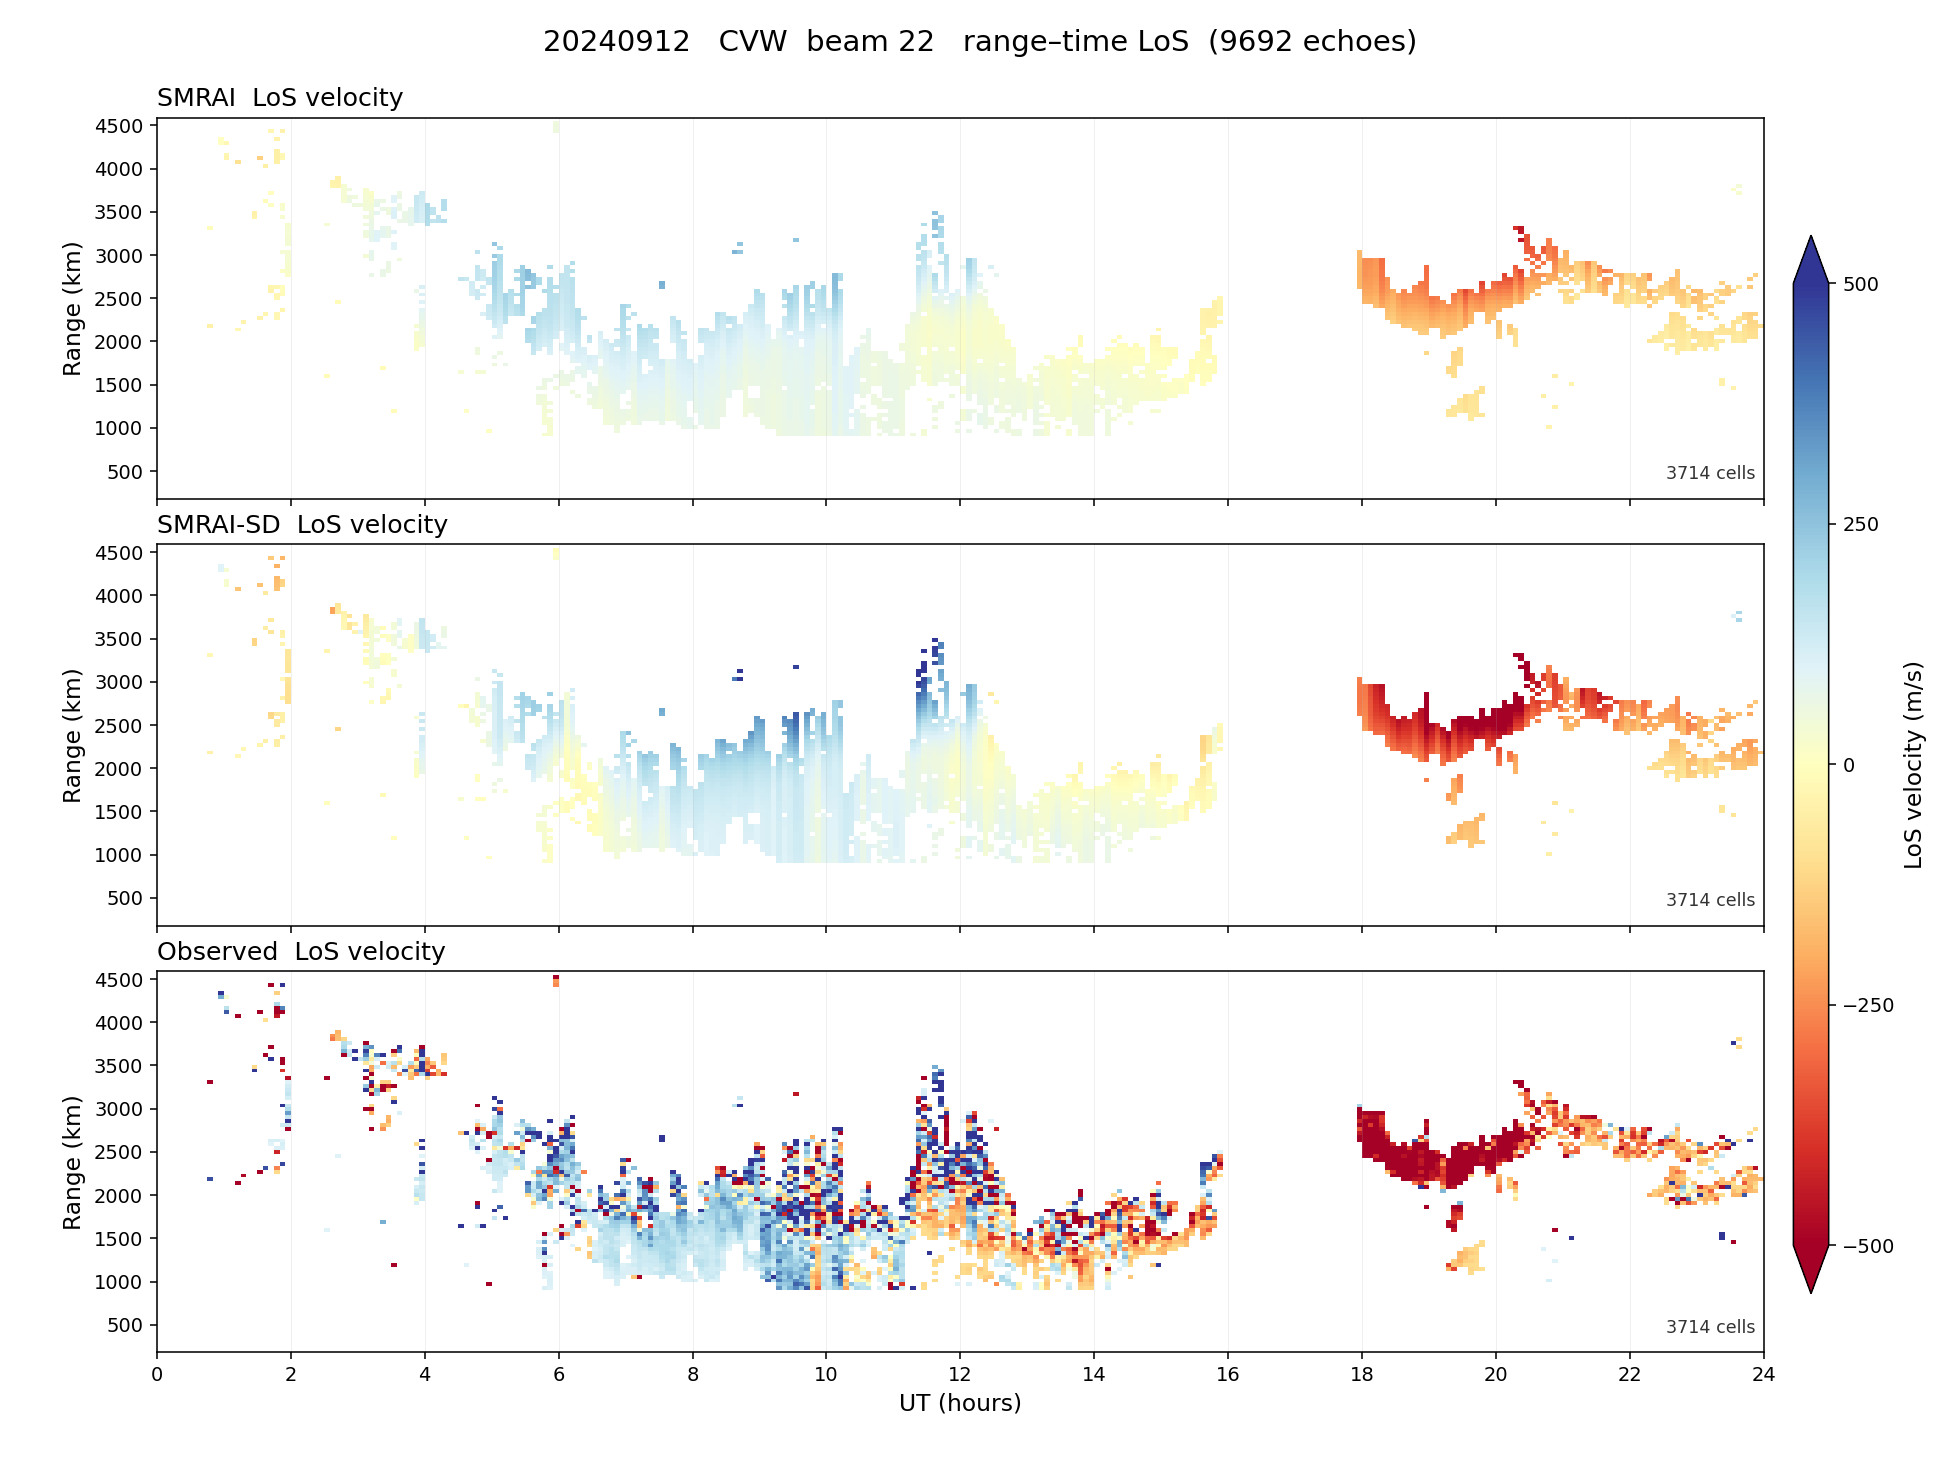 20240912   CVW  beam 22   range–time LoS  (9692 echoes)
SMRAI  LoS velocity
4500
4000
3500
3000
2500
2000
1500
1000
500
Range (km)
3714 cells
SMRAI-SD  LoS velocity
4500
4000
3500
3000
2500
2000
1500
1000
500
Range (km)
3714 cells
Observed  LoS velocity
4500
4000
3500
3000
2500
2000
1500
1000
500
Range (km)
3714 cells
0 2 4 6 8 10 12 14 16 18 20 22 24
UT (hours)
500
250
0
−250
−500
LoS velocity (m/s)